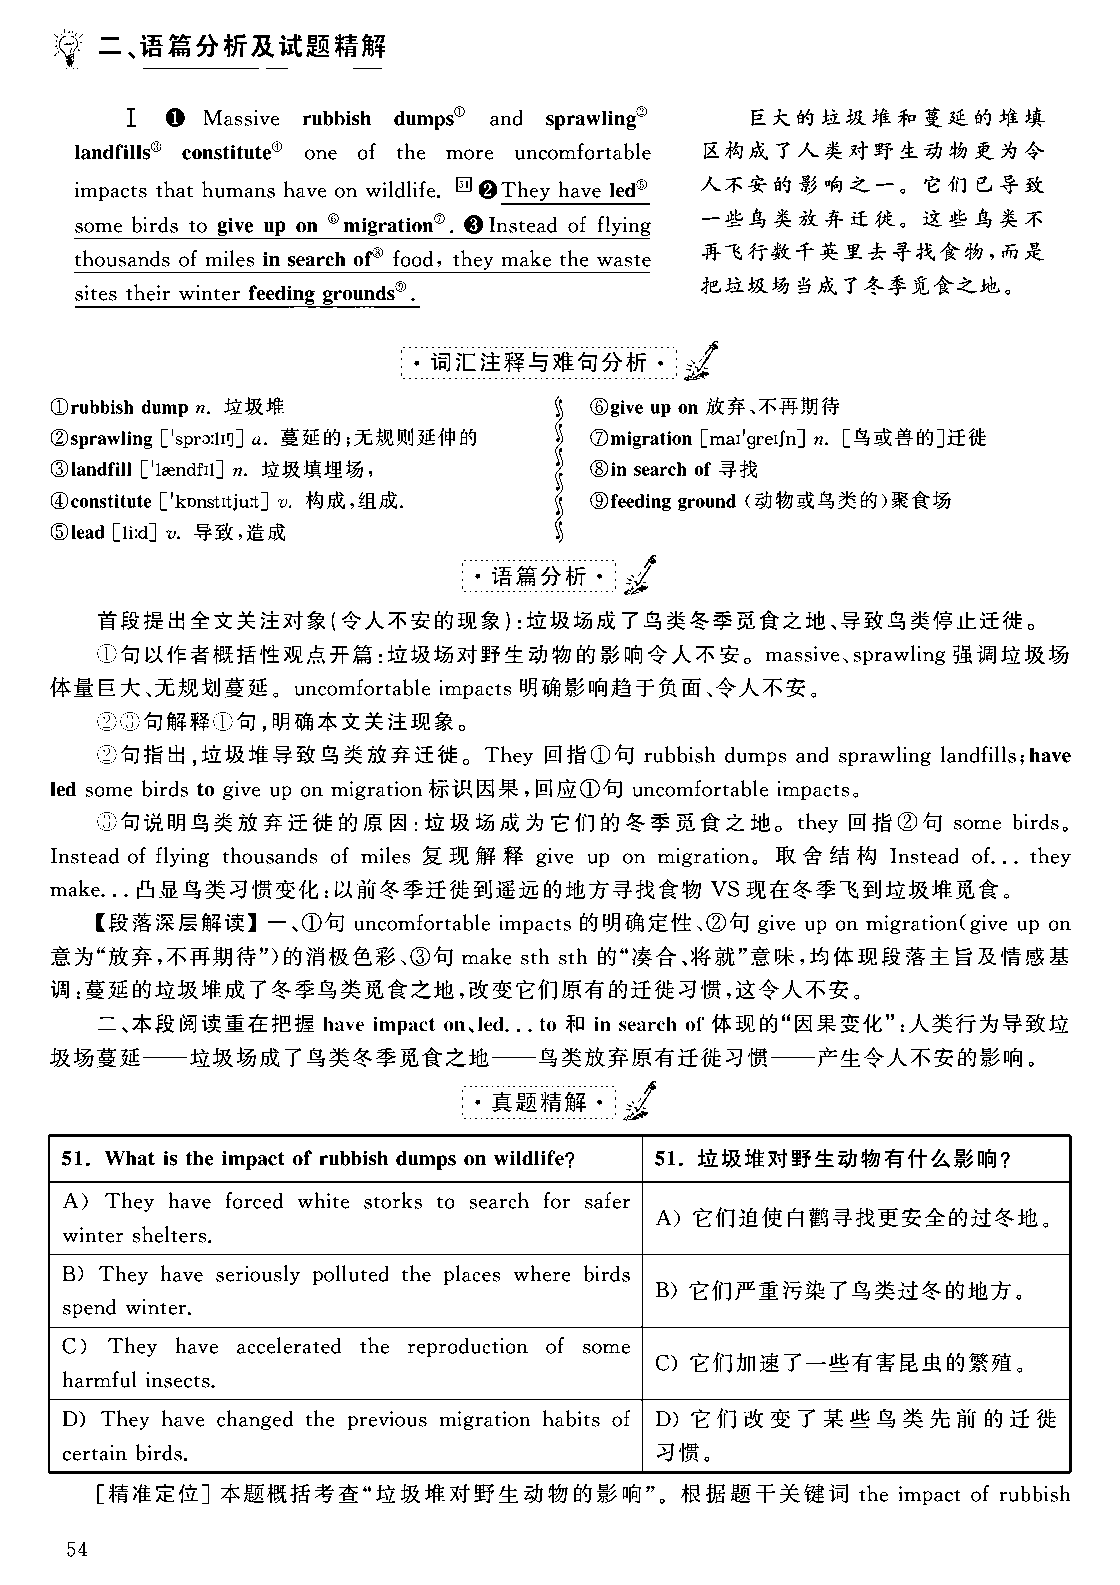 二、语篇分析及试题精解
Ⅰ ❶ Massive rubbish dumps① and sprawling②
landfills③ constitute④ one of the more uncomfortable
impacts that humans have on wildlife. 51 ❷They have led⑤
some birds to give up on ⑥migration⑦. ❸Instead of flying
thousands of miles in search of⑧ food, they make the waste
sites their winter feeding grounds⑨.
巨大的垃圾堆和蔓延的堆填
区构成了人类对野生动物更为令
人不安的影响之一。它们已导致
一些鸟类放弃迁徙。这些鸟类不
再飞行数千英里去寻找食物,而是
把垃圾场当成了冬季觅食之地。
·词汇注释与难句分析·
①rubbish dump n. 垃圾堆
②sprawling [ˈsprɔːlɪŋ] a. 蔓延的;无规则延伸的
③landfill [ˈlændfɪl] n. 垃圾填埋场,
④constitute [ˈkɒnstɪtjuːt] v. 构成,组成.
⑤lead [liːd] v. 导致,造成
⑥give up on 放弃、不再期待
⑦migration [maɪˈɡreɪʃn] n. [鸟或兽的]迁徙
⑧in search of 寻找
⑨feeding ground (动物或鸟类的)聚食场
·语篇分析·
首段提出全文关注对象(令人不安的现象):垃圾场成了鸟类冬季觅食之地、导致鸟类停止迁徙。
①句以作者概括性观点开篇:垃圾场对野生动物的影响令人不安。massive、sprawling 强调垃圾场
体量巨大、无规划蔓延。uncomfortable impacts 明确影响趋于负面、令人不安。
②③句解释①句,明确本文关注现象。
②句指出,垃圾堆导致鸟类放弃迁徙。They 回指①句 rubbish dumps and sprawling landfills;have
led some birds to give up on migration 标识因果,回应①句 uncomfortable impacts。
③句说明鸟类放弃迁徙的原因:垃圾场成为它们的冬季觅食之地。they 回指②句 some birds。
Instead of flying thousands of miles 复现解释 give up on migration。取舍结构 Instead of... they
make...凸显鸟类习惯变化:以前冬季迁徙到遥远的地方寻找食物 VS 现在冬季飞到垃圾堆觅食。
【段落深层解读】一、①句 uncomfortable impacts 的明确定性、②句 give up on migration(give up on
意为“放弃,不再期待”)的消极色彩、③句 make sth sth 的“凑合、将就”意味,均体现段落主旨及情感基
调:蔓延的垃圾堆成了冬季鸟类觅食之地,改变它们原有的迁徙习惯,这令人不安。
二、本段阅读重在把握 have impact on、led...to 和 in search of 体现的“因果变化”:人类行为导致垃
圾场蔓延——垃圾场成了鸟类冬季觅食之地——鸟类放弃原有迁徙习惯——产生令人不安的影响。
·真题精解·
51. What is the impact of rubbish dumps on wildlife?
51. 垃圾堆对野生动物有什么影响?
A) They have forced white storks to search for safer
winter shelters.
A) 它们迫使白鹳寻找更安全的过冬地。
B) They have seriously polluted the places where birds
spend winter.
B) 它们严重污染了鸟类过冬的地方。
C) They have accelerated the reproduction of some
harmful insects.
C) 它们加速了一些有害昆虫的繁殖。
D) They have changed the previous migration habits of
certain birds.
D) 它们改变了某些鸟类先前的迁徙
习惯。
[精准定位] 本题概括考查“垃圾堆对野生动物的影响”。根据题干关键词 the impact of rubbish
54